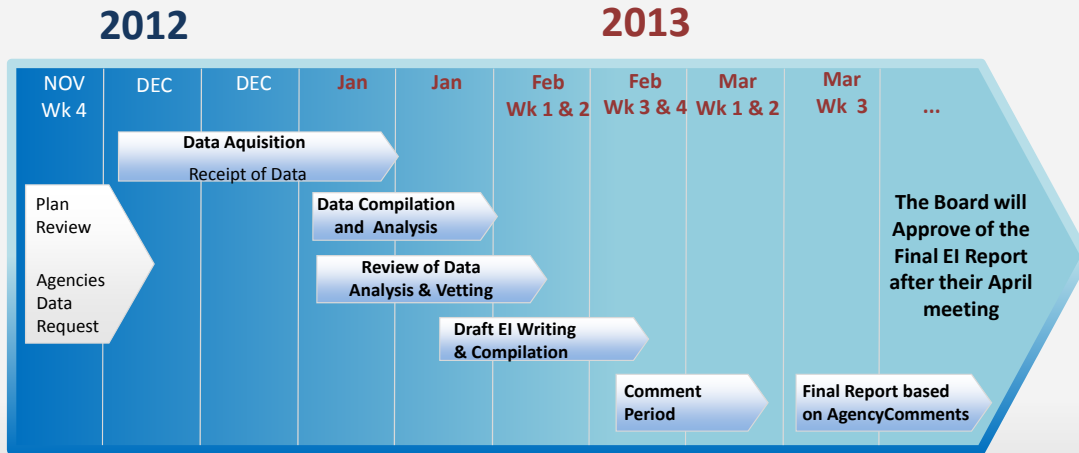 2012
2013
NOV
Wk 4
DEC
DEC
Jan
Jan
Feb
Wk 1 & 2
Feb
Wk 3 & 4
Mar
Wk 1 & 2
Mar
Wk 3
...
Data Aquisition
Receipt of Data
Plan
Review
Agencies
Data
Request
Data Compilation
and Analysis
Review of Data
Analysis & Vetting
Draft EI Writing
& Compilation
Comment
Period
Final Report based
on AgencyComments
The Board will
Approve of the
Final EI Report
after their April
meeting